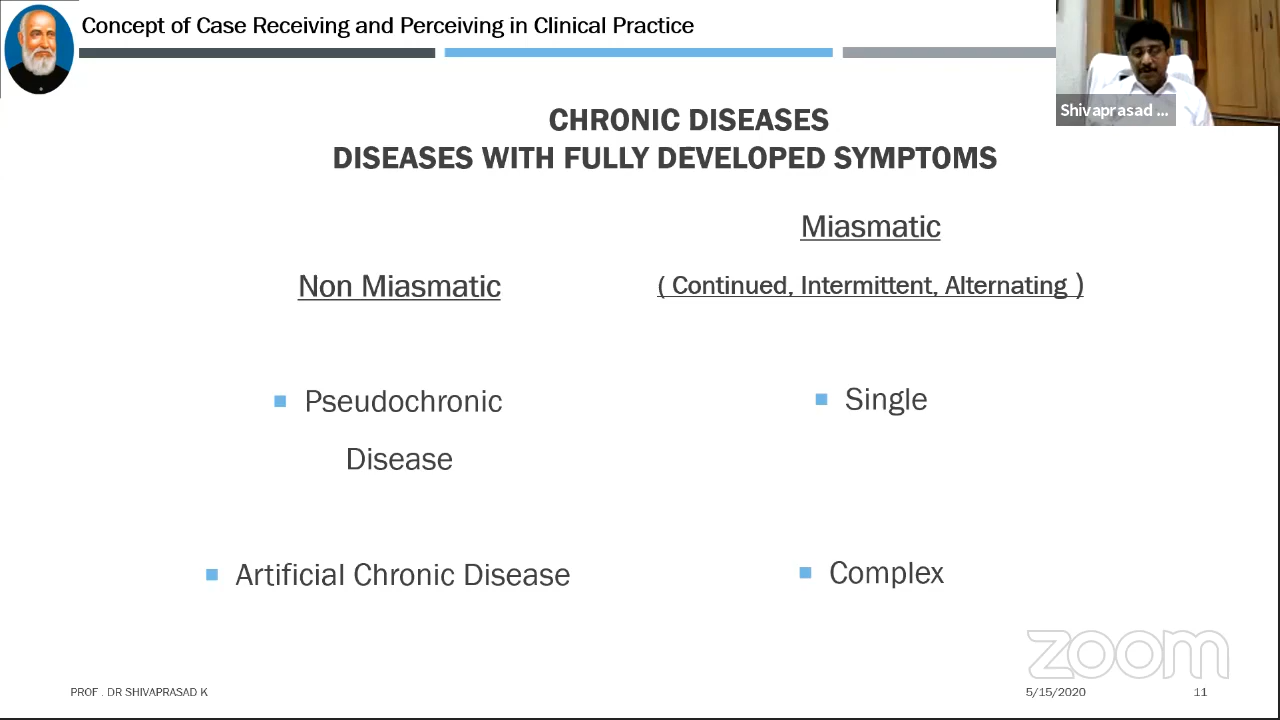 Concept of Case Receiving and Perceiving in Clinical Practice
Shivaprasad ...
CHRONIC DISEASES
DISEASES WITH FULLY DEVELOPED SYMPTOMS
Non Miasmatic
Pseudochronic
Disease
Artificial Chronic Disease
Miasmatic
( Continued, Intermittent, Alternating )
Single
Complex
zoom
PROF . DR SHIVAPRASAD K
5/15/2020
11